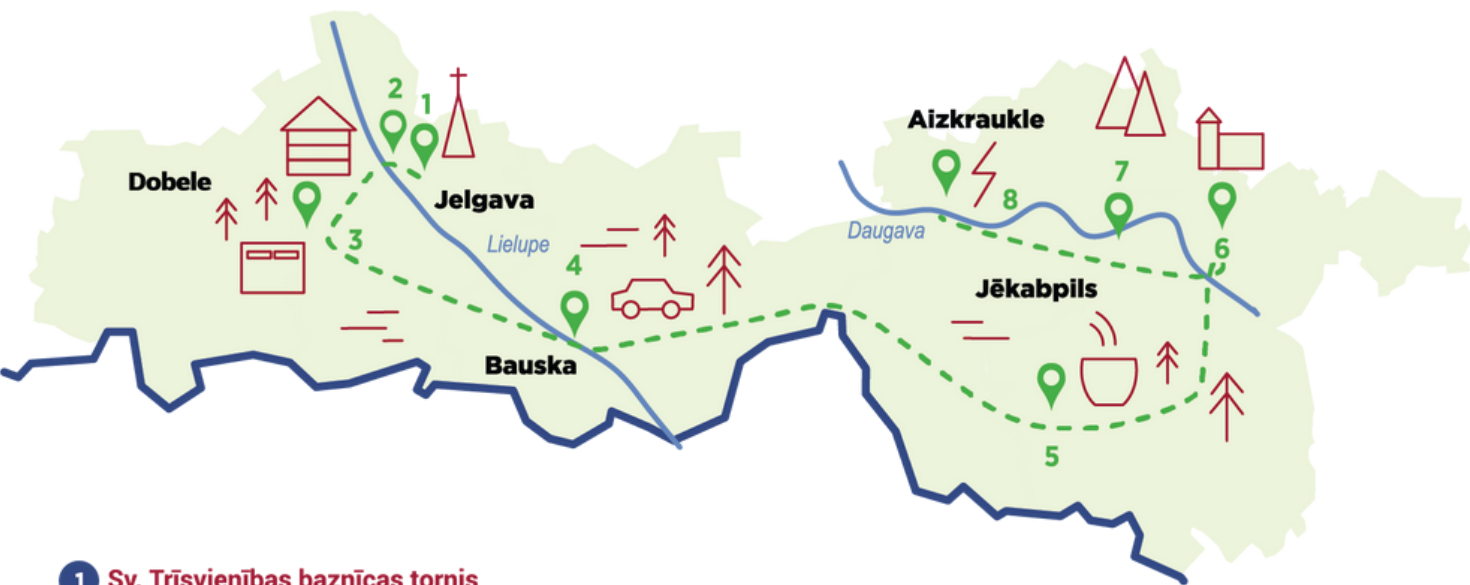 2
1
Aizkraukle
7
Dobele
Jelgava
8
Daugava
3
Lielupe
6
4
Jēkabpils
Bauska
5
1 Sv. Trīsvienības baznīcas tornis